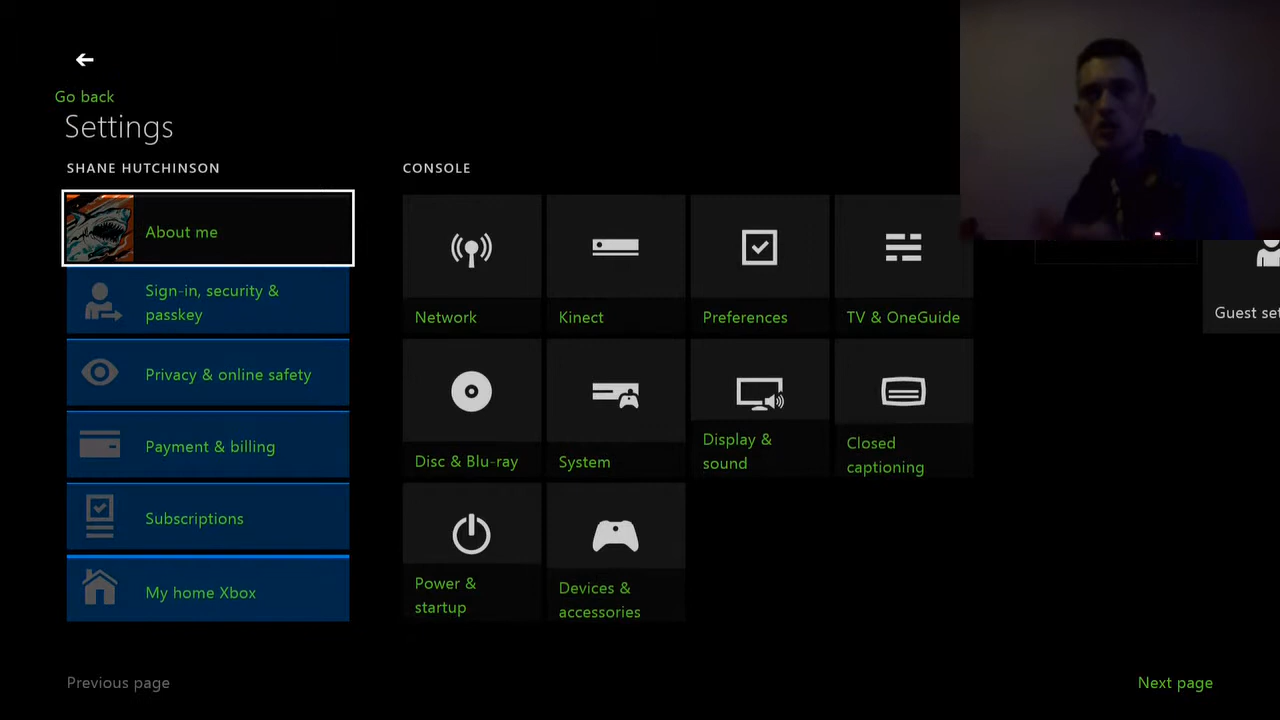 Go back
Settings
SHANE HUTCHINSON
About me
Sign-in, security &
passkey
Privacy & online safety
Payment & billing
Subscriptions
My home Xbox
CONSOLE
Network
Kinect
Preferences
TV & OneGuide
Disc & Blu-ray
System
Display &
sound
Closed
captioning
Power &
startup
Devices &
accessories
Guest set
Previous page
Next page